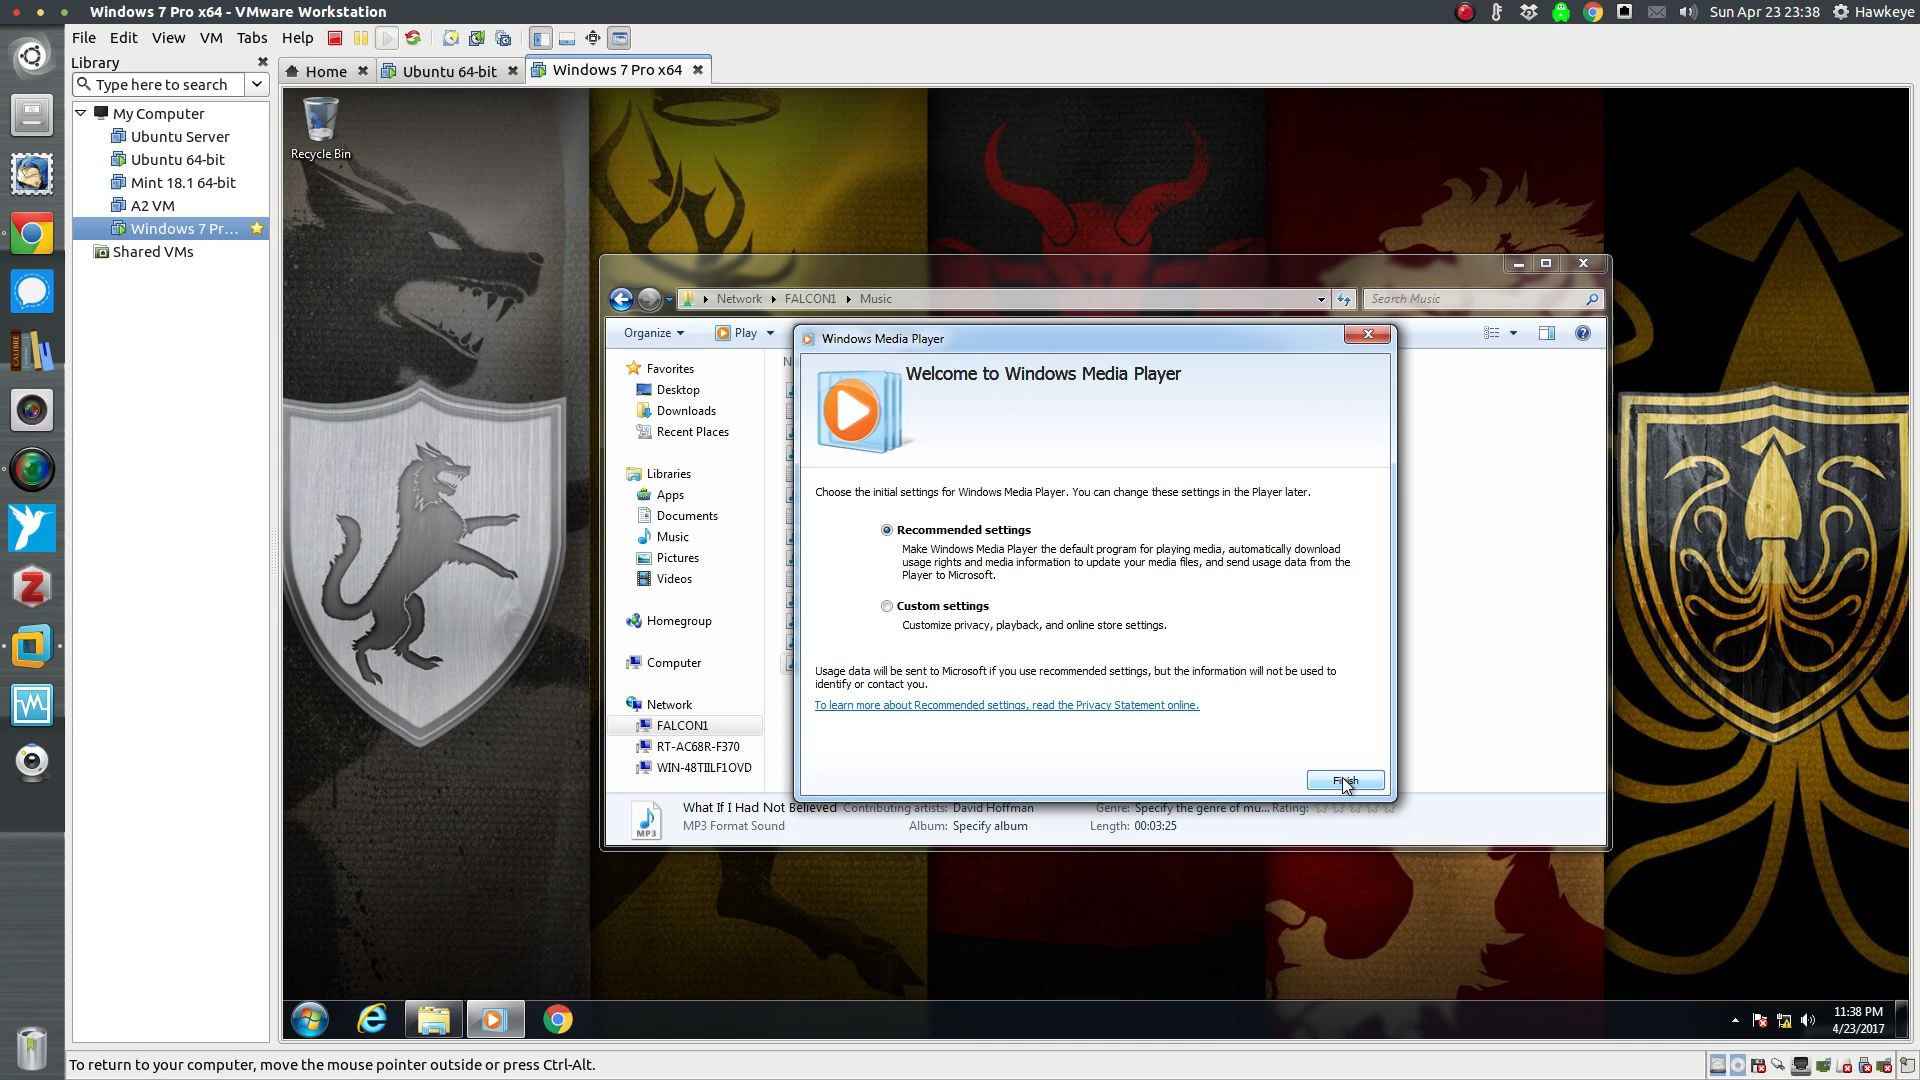 Windows 7 Pro x64 - VMware Workstation
Sun Apr 23 23:38
Hawkeye
File Edit View VM Tabs Help
Library
Type here to search
My Computer
Ubuntu Server
Ubuntu 64-bit
Mint 18.1 64-bit
A2 VM
Windows 7 Pr...
Shared VMs
Home
Ubuntu 64-bit
Windows 7 Pro x64
Recycle Bin
Network
FALCON1
Music
Search Music
Organize
Play
Favorites
Desktop
Downloads
Recent Places
Libraries
Apps
Documents
Music
Pictures
Videos
Homegroup
Computer
Network
FALCON1
RT-AC68R-F370
WIN-48TIILF1OVD
Windows Media Player
Welcome to Windows Media Player
Choose the initial settings for Windows Media Player. You can change these settings in the Player later.
Recommended settings
Make Windows Media Player the default program for playing media, automatically download
usage rights and media information to update your media files, and send usage data from the
Player to Microsoft.
Custom settings
Customize privacy, playback, and online store settings.
Usage data will be sent to Microsoft if you use recommended settings, but the information will not be used to
identify or contact you.
To learn more about Recommended settings, read the Privacy Statement online.
Finish
What If I Had Not Believed Contributing artists: David Hoffman Genre: Specify the genre of mu... Rating:
MP3 Format Sound Album: Specify album Length: 00:03:25
MP3
CALIBRE
11:38 PM
4/23/2017
To return to your computer, move the mouse pointer outside or press Ctrl-Alt.